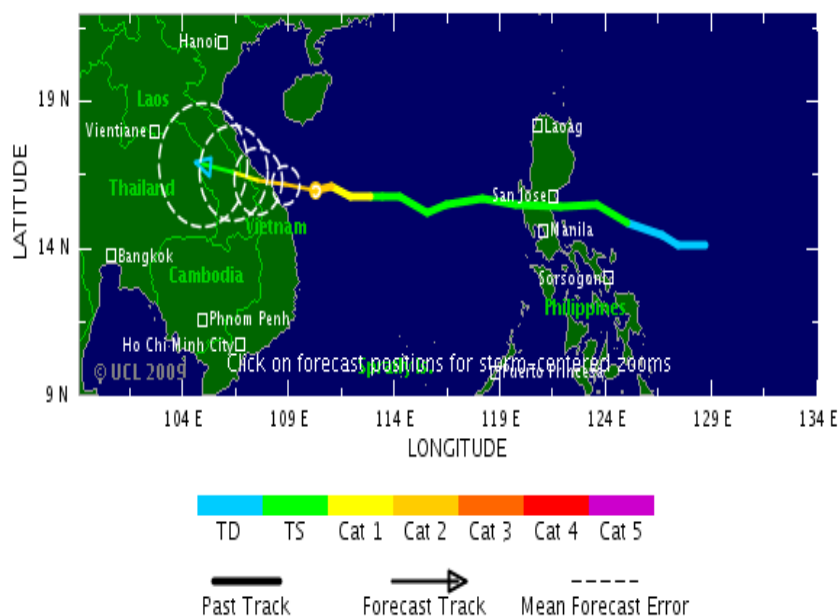 Hanoi
19 N
Laos
Laoag
Vientiane
Thailand
San Jose
LATITUDE
Vietnam
Manila
14 N
Bangkok
Cambodia
Sorsogon
Philippines
Phnom Penh
Ho Chi Minh City
Click on forecast positions for storm-centered zooms
© UCL 2009
Puerto Princesa
9 N
104 E 109 E 114 E 119 E 124 E 129 E 134 E
LONGITUDE
TD TS Cat 1 Cat 2 Cat 3 Cat 4 Cat 5
Past Track Forecast Track Mean Forecast Error